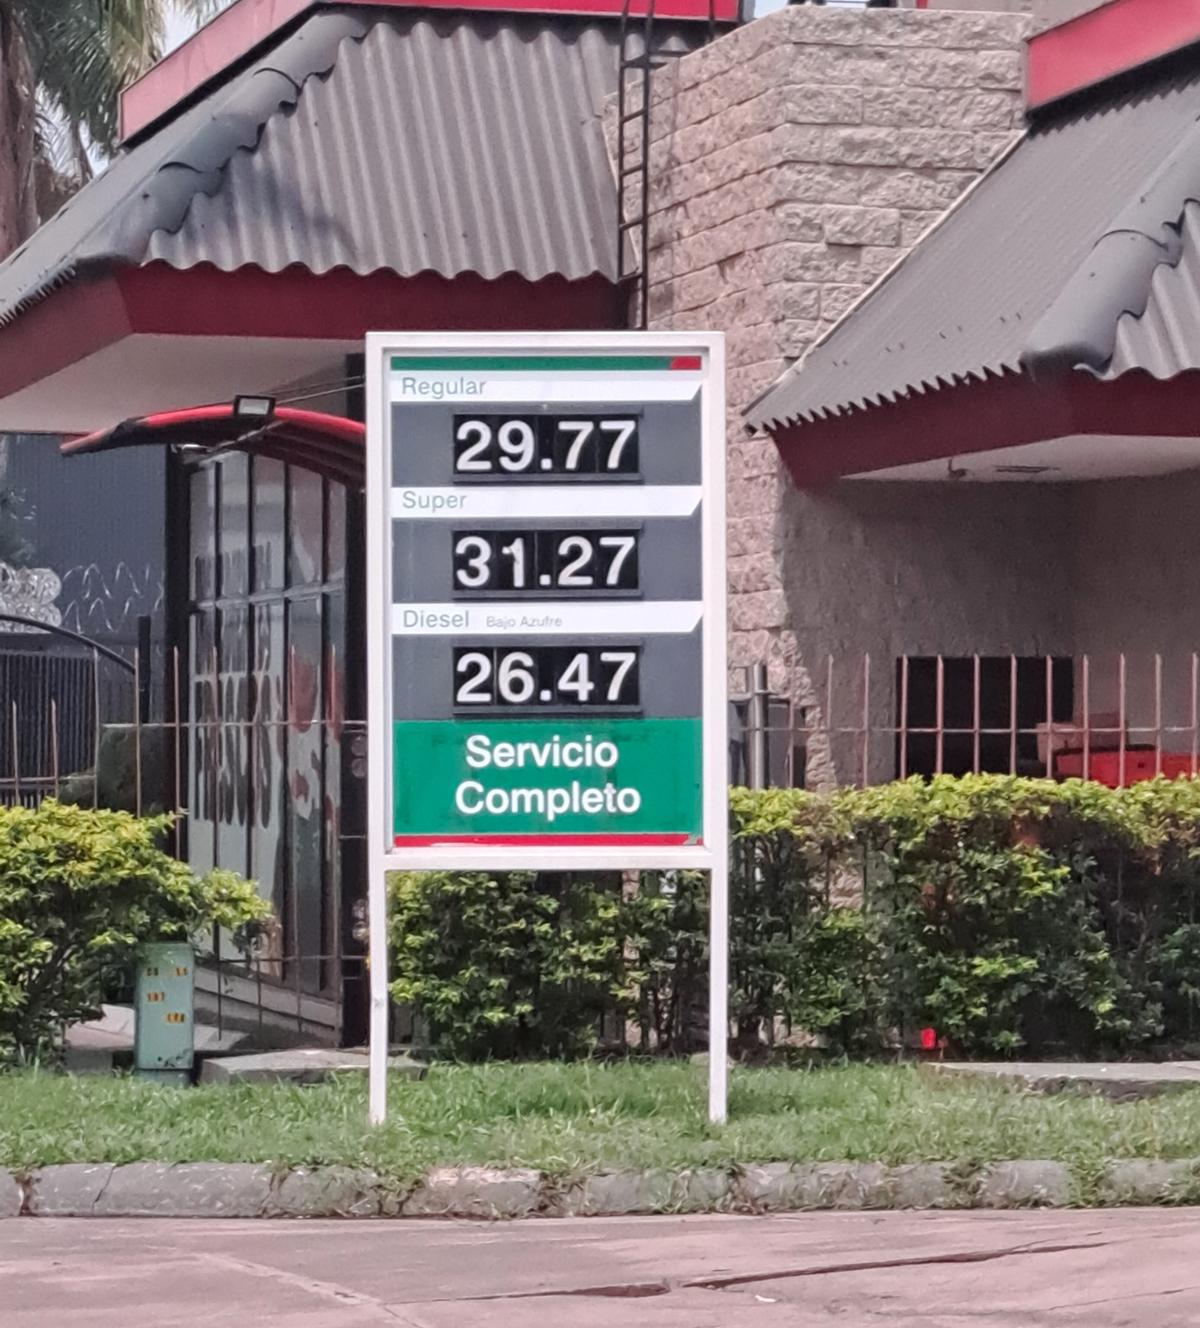 Regular
29.77
Super
31.27
Diesel Bajo Azufre
26.47
Servicio
Completo